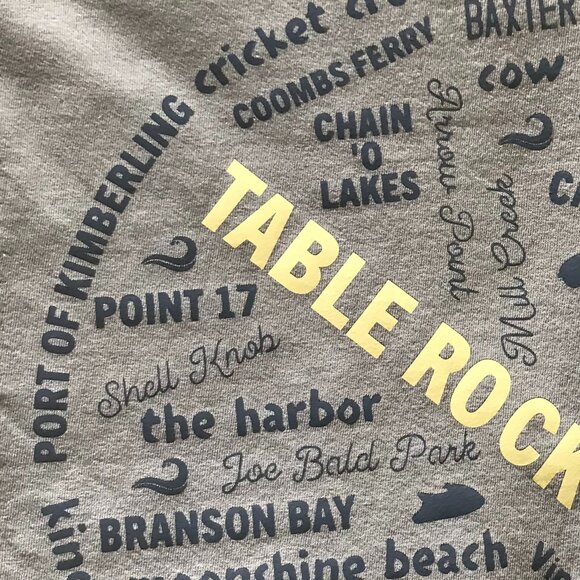 BAXTER
cricket
COOMBS FERRY
cow
CHAIN
'O
LAKES
Arrow Point
Mill Creek
PORT OF KIMBERLING
TABLE ROCK
POINT 17
Shell Knob
the harbor
Joe Bald Park
BRANSON BAY
moonshine beach